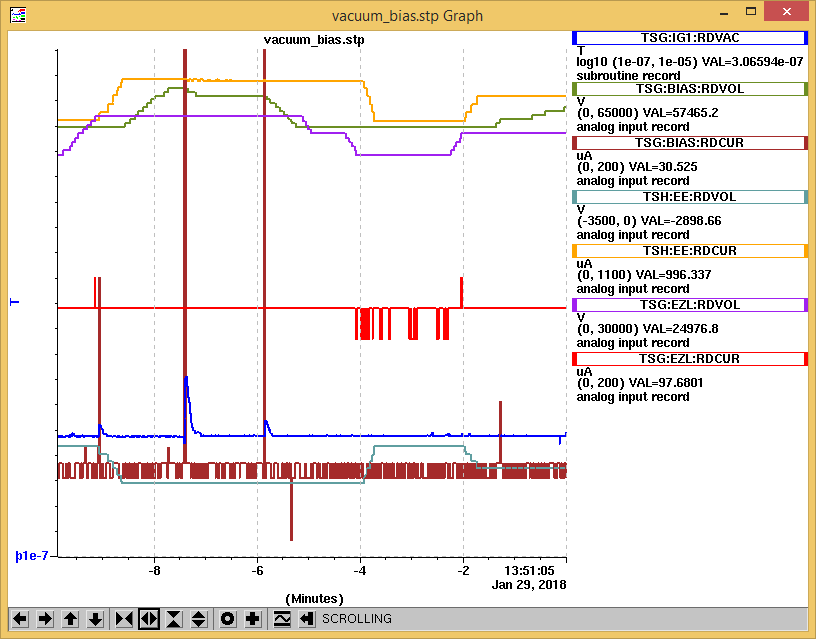 vacuum_bias.stp Graph
vacuum_bias.stp
TSG:IG1:RDVAC
T
log10 (1e-07, 1e-05) VAL=3.06594e-07
subroutine record
TSG:BIAS:RDVOL
V
(0, 65000) VAL=57465.2
analog input record
TSG:BIAS:RDCUR
uA
(0, 200) VAL=30.525
analog input record
TSH:EE:RDVOL
V
(-3500, 0) VAL=-2898.66
analog input record
TSH:EE:RDCUR
uA
(0, 1100) VAL=996.337
analog input record
TSG:EZL:RDVOL
V
(0, 30000) VAL=24976.8
analog input record
TSG:EZL:RDCUR
uA
(0, 200) VAL=97.6801
analog input record
T
-8 -6 -4 -2 13:51:05
Jan 29, 2018
(Minutes)
SCROLLING